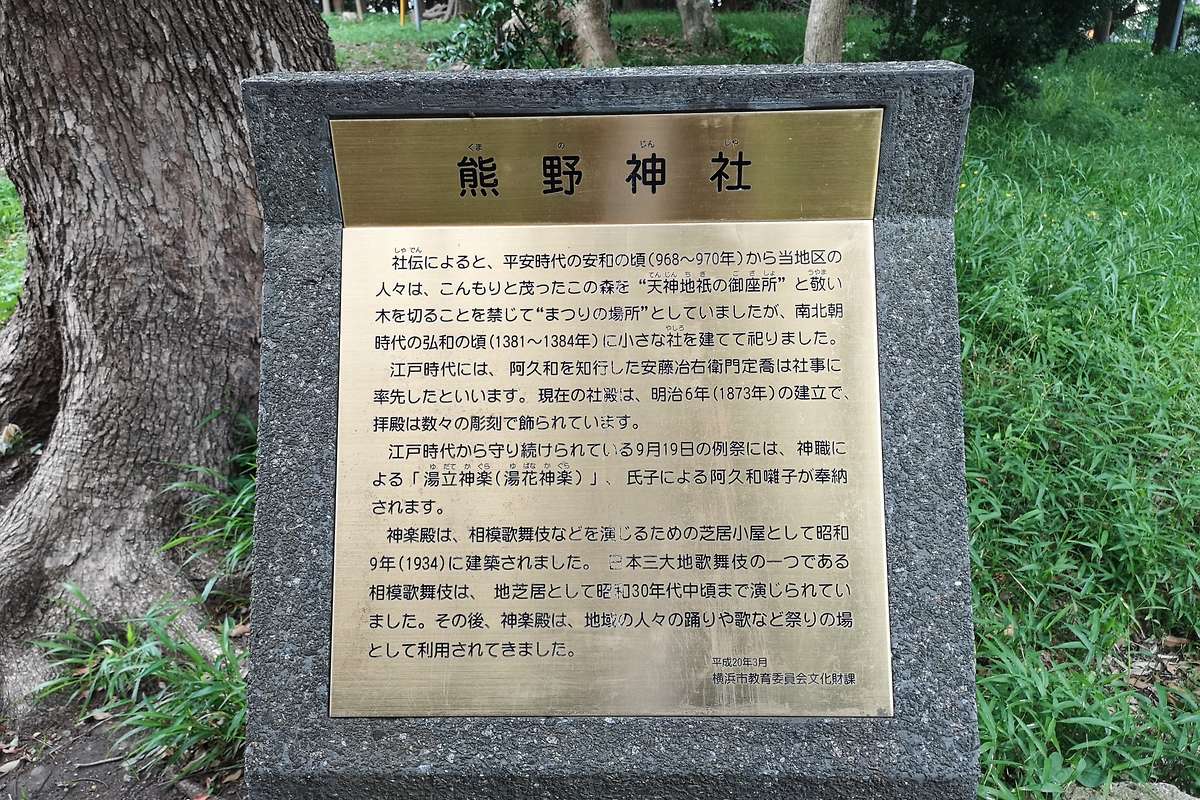 熊野神社
社伝によると、平安時代の安和の頃(968～970年)から当地区の
人々は、こんもりと茂ったこの森を“天神地祇の御座所”と敬い
木を切ることを禁じて“まつりの場所”としていましたが、南北朝
時代の弘和の頃(1381～1384年)に小さな社を建てて祀りました。
江戸時代には、阿久和を知行した安藤治右衛門定喬は社事に
率先したといいます。現在の社殿は、明治6年(1873年)の建立で、
拝殿は数々の彫刻で飾られています。
江戸時代から守り続けられている9月19日の例祭には、神職に
よる「湯立神楽(湯花神楽)」、氏子による阿久和囃子が奉納
されます。
神楽殿は、相模歌舞伎などを演じるための芝居小屋として昭和
9年(1934)に建築されました。日本三大地歌舞伎の一つである
相模歌舞伎は、地芝居として昭和30年代中頃まで演じられてい
ました。その後、神楽殿は、地域の人々の踊りや歌など祭りの場
として利用されてきました。
平成20年3月
横浜市教育委員会文化財課